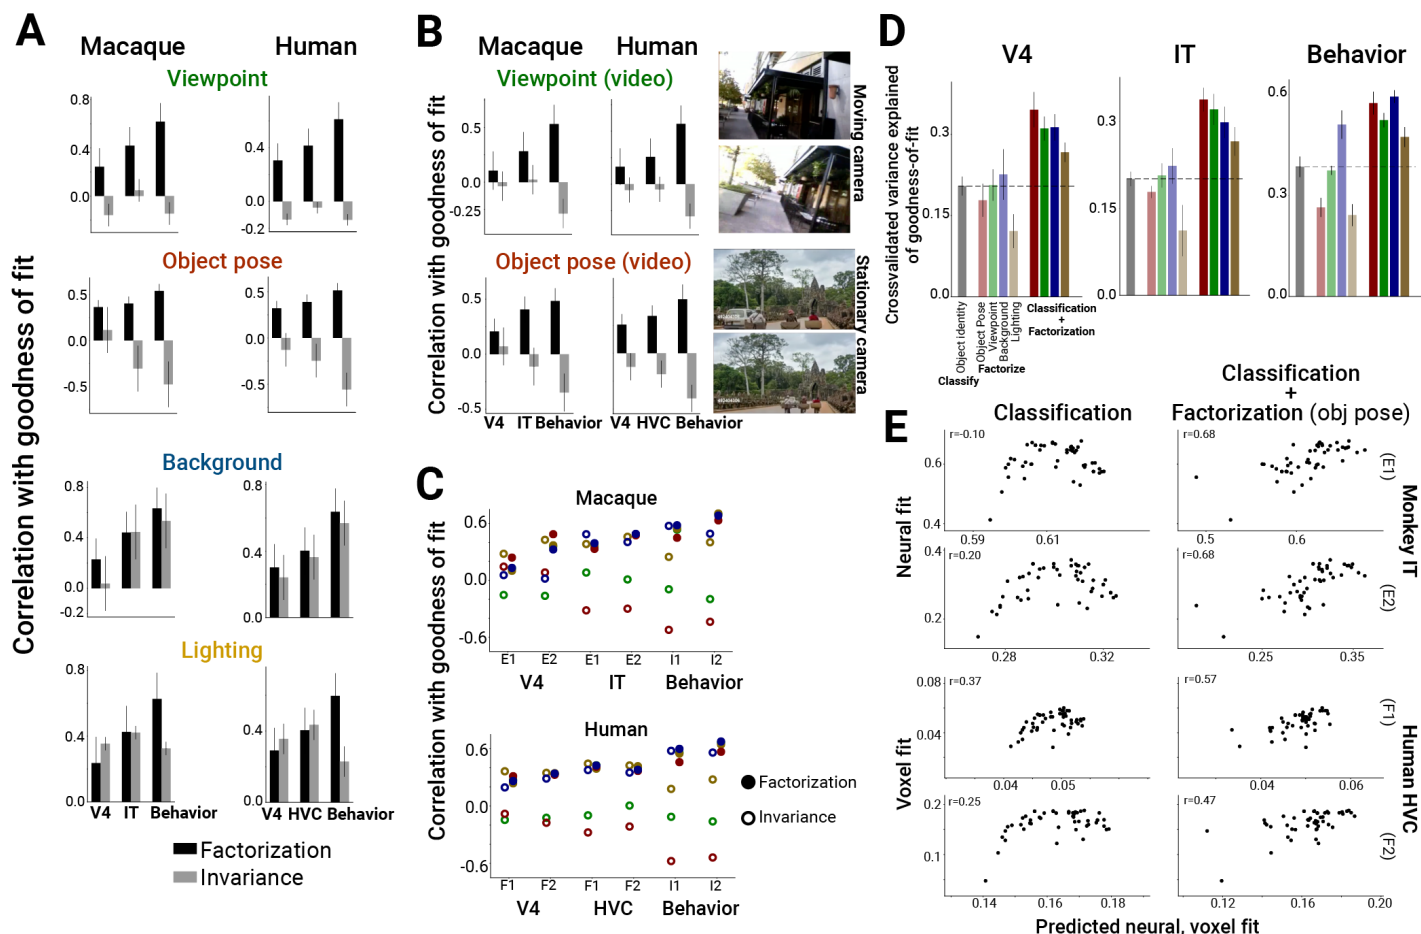 A
Macaque Human
Viewpoint
0.8
0.4
0.0
0.8
0.4
0.0
-0.2
Object pose
0.5
0.0
-0.5
0.5
0.0
-0.5
Background
0.8
0.4
0.0
-0.2
0.8
0.4
0.0
Lighting
0.8
0.4
0.0
0.4
0.0
V4 IT Behavior
V4 HVC Behavior
Correlation with goodness of fit
Factorization
Invariance
B
Macaque Human
Viewpoint (video)
0.5
0.0
-0.25
Object pose (video)
0.5
0.0
-0.5
V4 IT Behavior
V4 HVC Behavior
Correlation with goodness of fit
Moving camera
Stationary camera
C
Macaque
0.6
0.0
-0.6
E1 E2 E1 E2 I1 I2
V4 IT Behavior
Human
0.6
0.0
-0.6
F1 F2 F1 F2 I1 I2
V4 HVC Behavior
Correlation with goodness of fit
Factorization
Invariance
D
V4 IT Behavior
Crossvalidated variance explained
of goodness-of-fit
0.3
0.15
0.0
0.3
0.15
0.0
0.6
0.3
0.0
Object identity
Object Pose
Viewpoint
Background
Lighting
Classify
Factorize
Classification
+
Factorization
E
Classification
Classification
+
Factorization (obj pose)
r=-0.10
0.6
0.4
0.59 0.61
r=0.68
0.5 0.6
(E1)
r=0.20
0.4
0.2
0.28 0.32
r=0.68
0.25 0.35
(E2)
Neural fit
Monkey IT
r=0.37
0.08
0.04
0.04 0.05
r=0.57
0.04 0.06
(F1)
r=0.25
0.2
0.1
0.14 0.16 0.18
r=0.47
0.12 0.16 0.20
(F2)
Voxel fit
Human HVC
Predicted neural, voxel fit